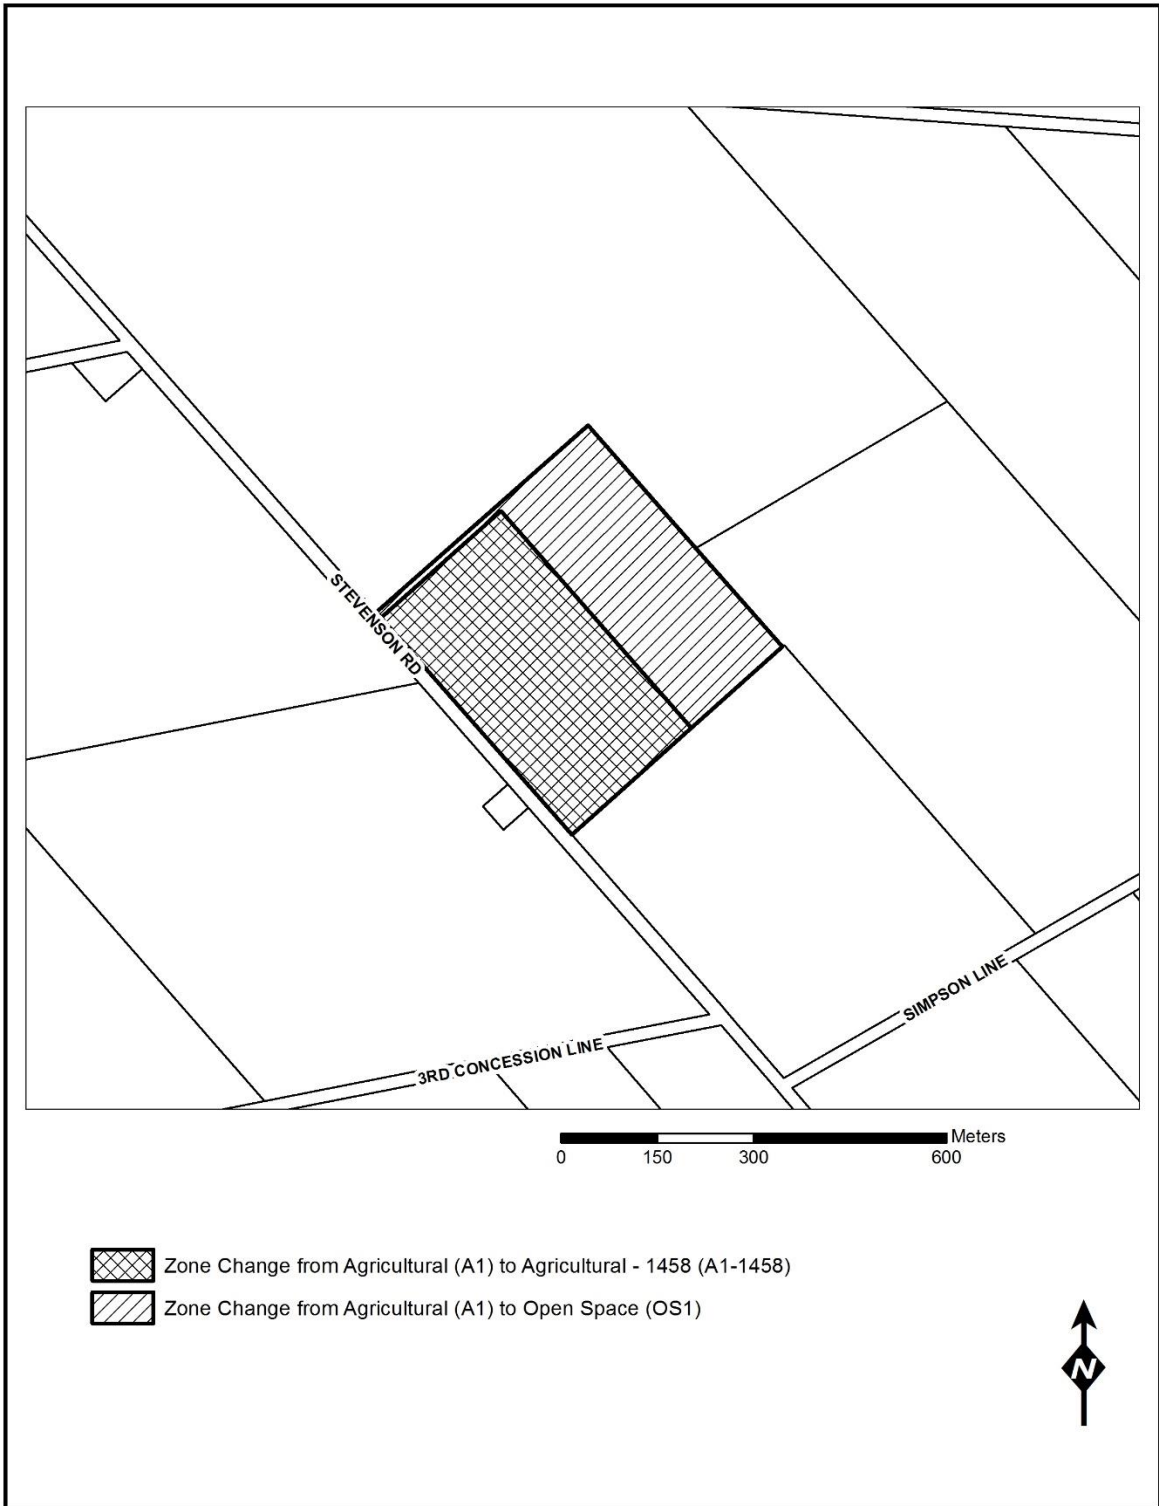 STEVENSON RD
SIMPSON LINE
3RD CONCESSION LINE
Meters
0 150 300 600
Zone Change from Agricultural (A1) to Agricultural - 1458 (A1-1458)
Zone Change from Agricultural (A1) to Open Space (OS1)
N